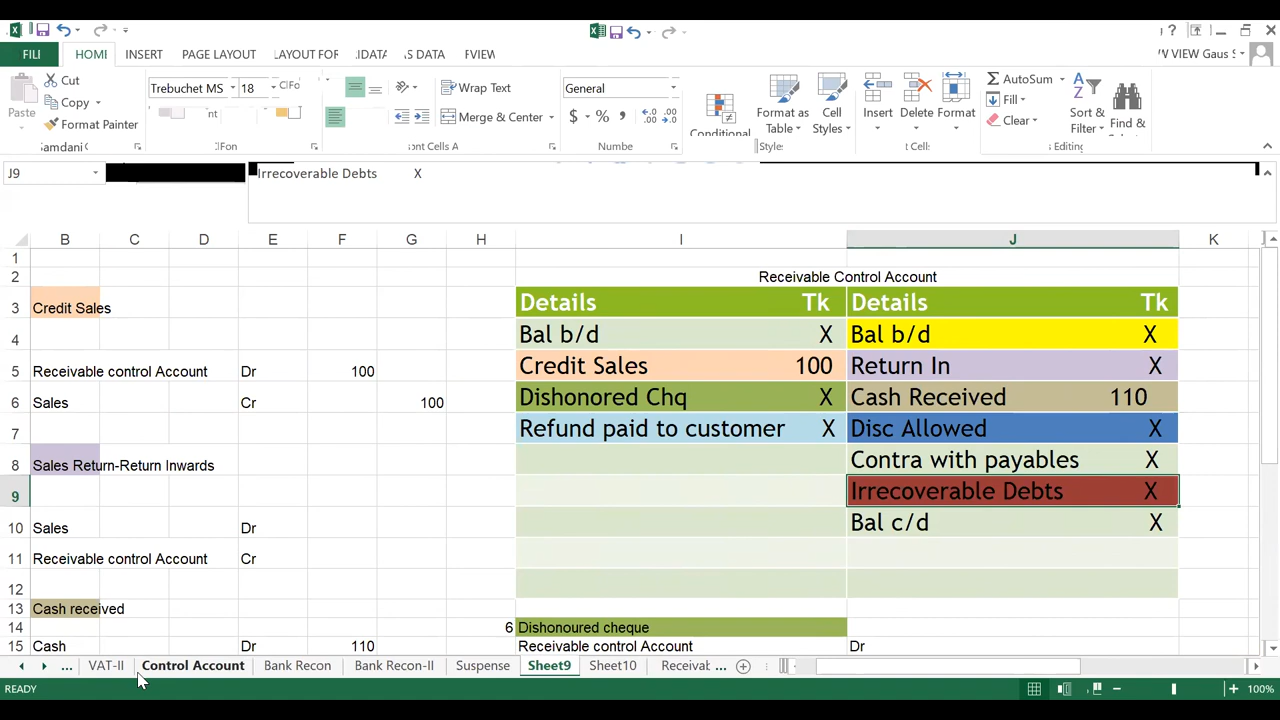 FILI HOMI INSERT PAGE LAYOUT LAYOUT FOR DATA S DATA VIEW W VIEW Gaus S
Cut
Copy
Format Painter
Paste
amdani
Trebuchet MS 18
Wrap Text
Merge & Center
General
$ % ,
Conditional
Format as Table
Cell Styles
Insert Delete Format
AutoSum
Fill
Clear
Sort & Filter
Find &
Fon
ont Cells A
Numbe
Style
t Cell:
Editing
J9
Irrecoverable Debts X
B C D E F G H I J K
1
2 Receivable Control Account
3 Credit Sales Details Tk Details Tk
4 Bal b/d X Bal b/d X
5 Receivable control Account Dr 100 Credit Sales 100 Return In X
6 Sales Cr 100 Dishonored Chq X Cash Received 110
7 Refund paid to customer X Disc Allowed X
8 Sales Return-Return Inwards Contra with payables X
9 Irrecoverable Debts X
10 Sales Dr Bal c/d X
11 Receivable control Account Cr
12
13 Cash received
14 6 Dishonoured cheque
15 Cash Dr 110 Receivable control Account Dr
... VAT-II Control Account Bank Recon Bank Recon-II Suspense Sheet9 Sheet10 Receivat ...
READY 100%